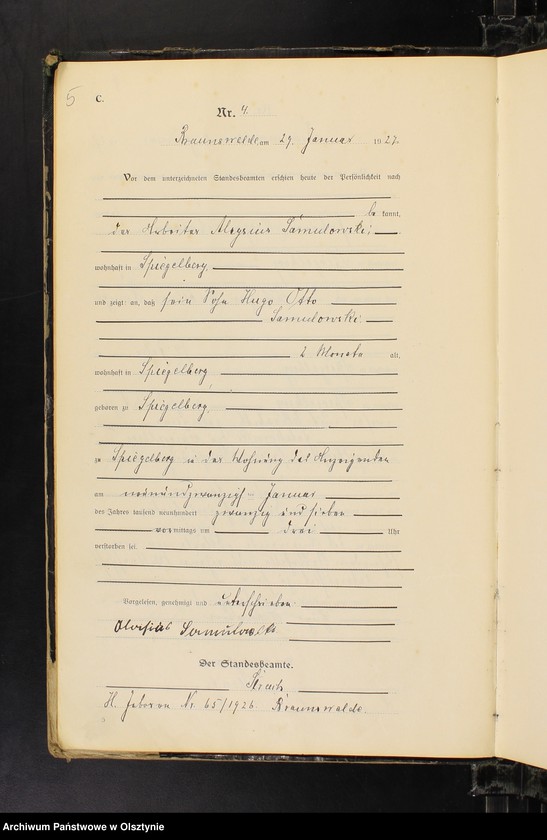 5 C.
Nr. 4.
Braunswalde, am 29. Januar 1927.
Vor dem unterzeichneten Standesbeamten erschien heute der Persönlichkeit nach
bekannt,
der Arbeiter Aloysius Samulowski,
wohnhaft in Spiegelberg,
und zeigte an, daß sein Sohn Hugo Otto
Samulowski
2 Monate alt,
wohnhaft in Spiegelberg
geboren zu Spiegelberg,
zu Spiegelberg in der Wohnung des Anzeigenden
am neunundzwanzigsten Januar
des Jahres tausend neunhundert zwanzig und sieben
vormittags um drei Uhr
verstorben sei.
Vorgelesen, genehmigt und unterschrieben
Aloisius Samulowski
Der Standesbeamte.
H. Geboren Nr 65/1926. Braunswalde.
Archiwum Państwowe w Olsztynie